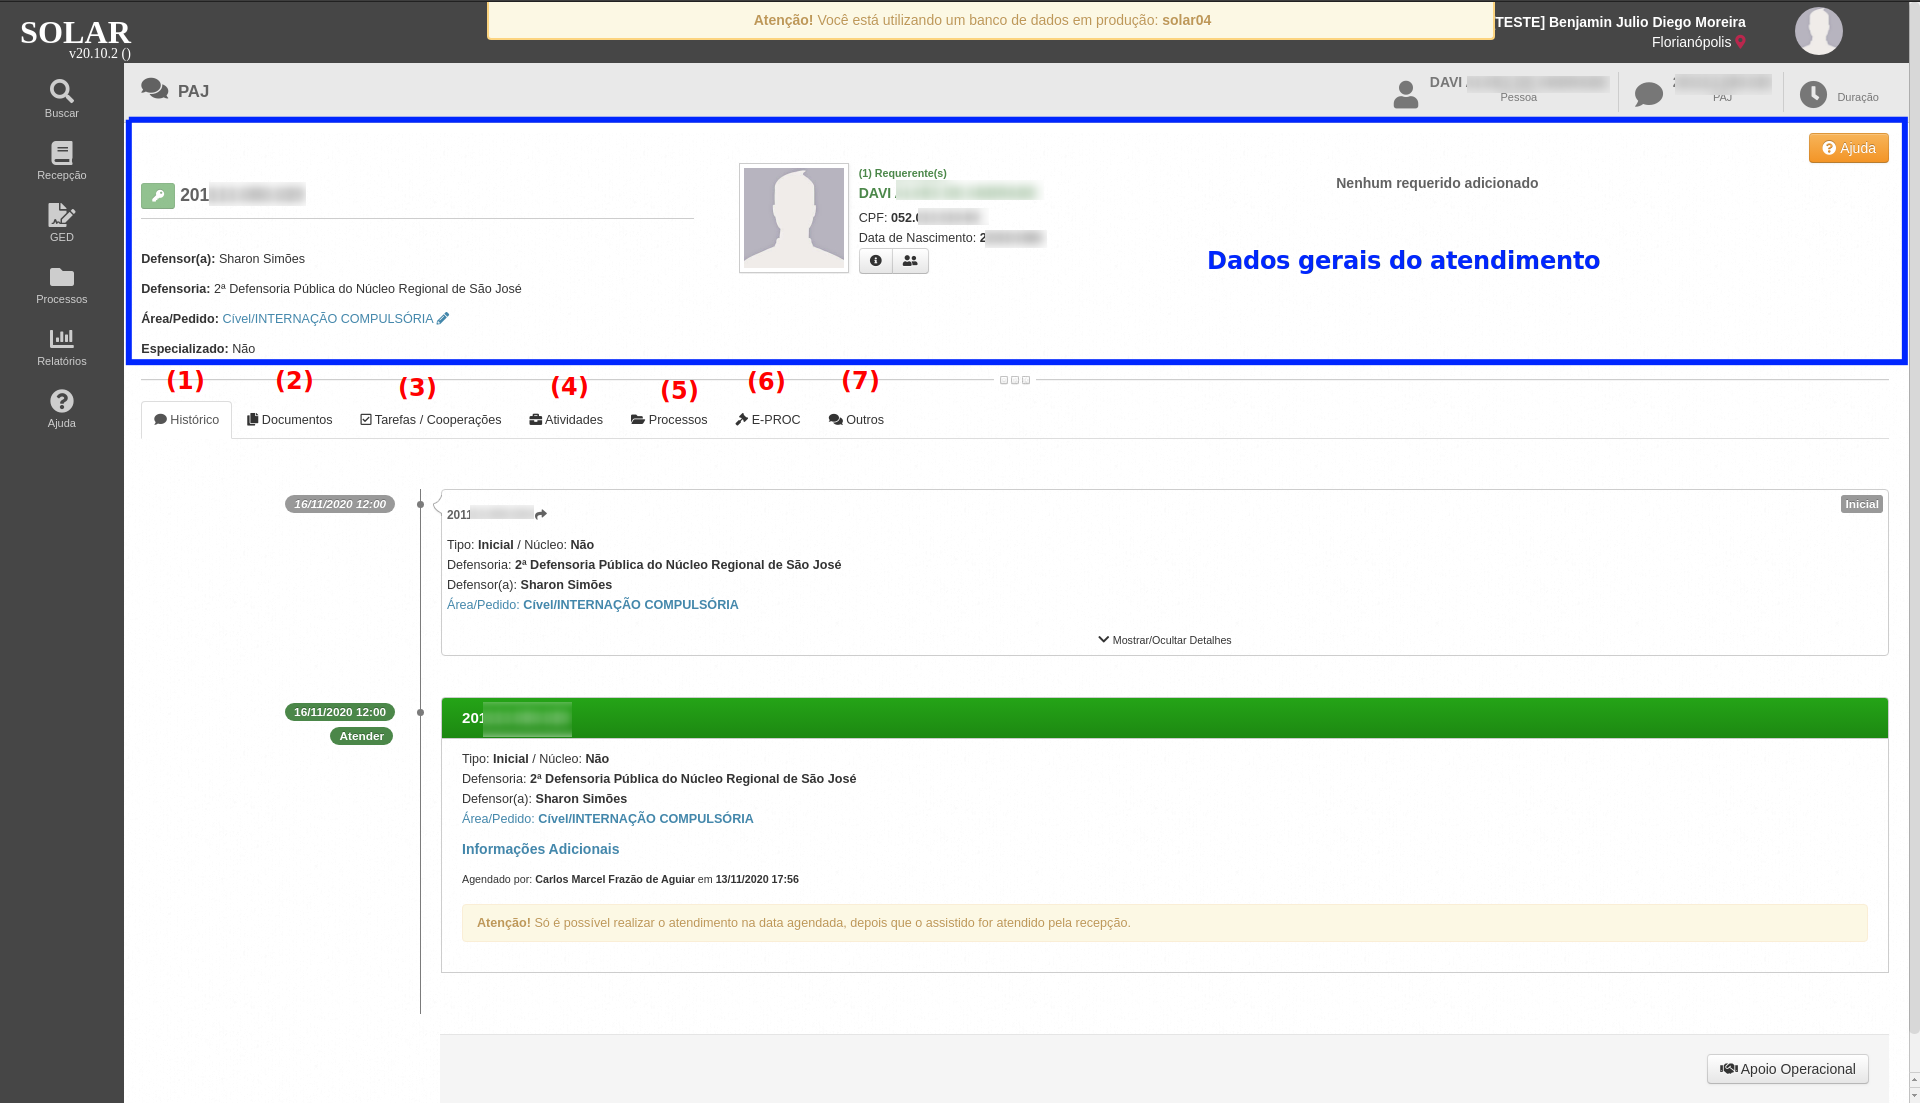 SOLAR
v20.10.2 ()
Atenção! Você está utilizando um banco de dados em produção: solar04
TESTE] Benjamin Julio Diego Moreira
Florianópolis
Buscar
Recepção
GED
Processos
Relatórios
Ajuda
PAJ
DAVI
Pessoa
PAJ
Duração
Ajuda
201
Defensor(a): Sharon Simões
Defensoria: 2ª Defensoria Pública do Núcleo Regional de São José
Área/Pedido: Cível/INTERNAÇÃO COMPULSÓRIA
Especializado: Não
(1) Requerente(s)
DAVI
CPF: 052.
Data de Nascimento: 2
Nenhum requerido adicionado
Dados gerais do atendimento
(1) (2) (3) (4) (5) (6) (7)
Histórico Documentos Tarefas / Cooperações Atividades Processos E-PROC Outros
16/11/2020 12:00
2011
Inicial
Tipo: Inicial / Núcleo: Não
Defensoria: 2ª Defensoria Pública do Núcleo Regional de São José
Defensor(a): Sharon Simões
Área/Pedido: Cível/INTERNAÇÃO COMPULSÓRIA
Mostrar/Ocultar Detalhes
16/11/2020 12:00
Atender
201
Tipo: Inicial / Núcleo: Não
Defensoria: 2ª Defensoria Pública do Núcleo Regional de São José
Defensor(a): Sharon Simões
Área/Pedido: Cível/INTERNAÇÃO COMPULSÓRIA
Informações Adicionais
Agendado por: Carlos Marcel Frazão de Aguiar em 13/11/2020 17:56
Atenção! Só é possível realizar o atendimento na data agendada, depois que o assistido for atendido pela recepção.
Apoio Operacional